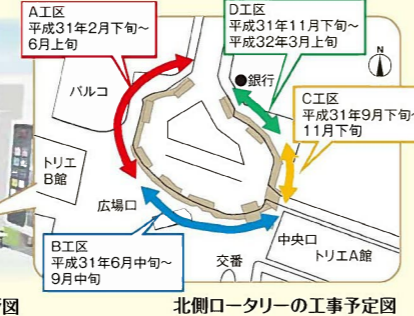 A工区
平成31年2月下旬～
6月上旬
D工区
平成31年11月下旬～
平成32年3月上旬
N
●銀行
パルコ
C工区
平成31年9月下旬～
11月下旬
トリエ
B館
広場口
B工区
平成31年6月中旬～
9月中旬
中央口
トリエA館
交番
北側ロータリーの工事予定図